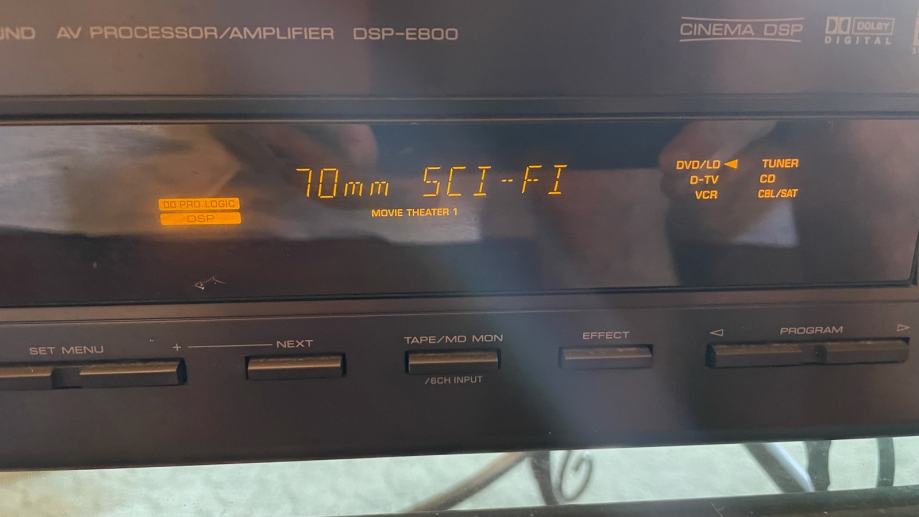 UND AV PROCESSOR/AMPLIFIER DSP-E800
CINEMA DSP
DOLBY
DIGITAL
70mm SCI-FI
MOVIE THEATER 1
DD PRO LOGIC
DSP
DVD/LD ◄ TUNER
D-TV CD
VCR CBL/SAT
SET MENU
+
NEXT
TAPE/MD MON
/6CH INPUT
EFFECT
◁ PROGRAM ▷